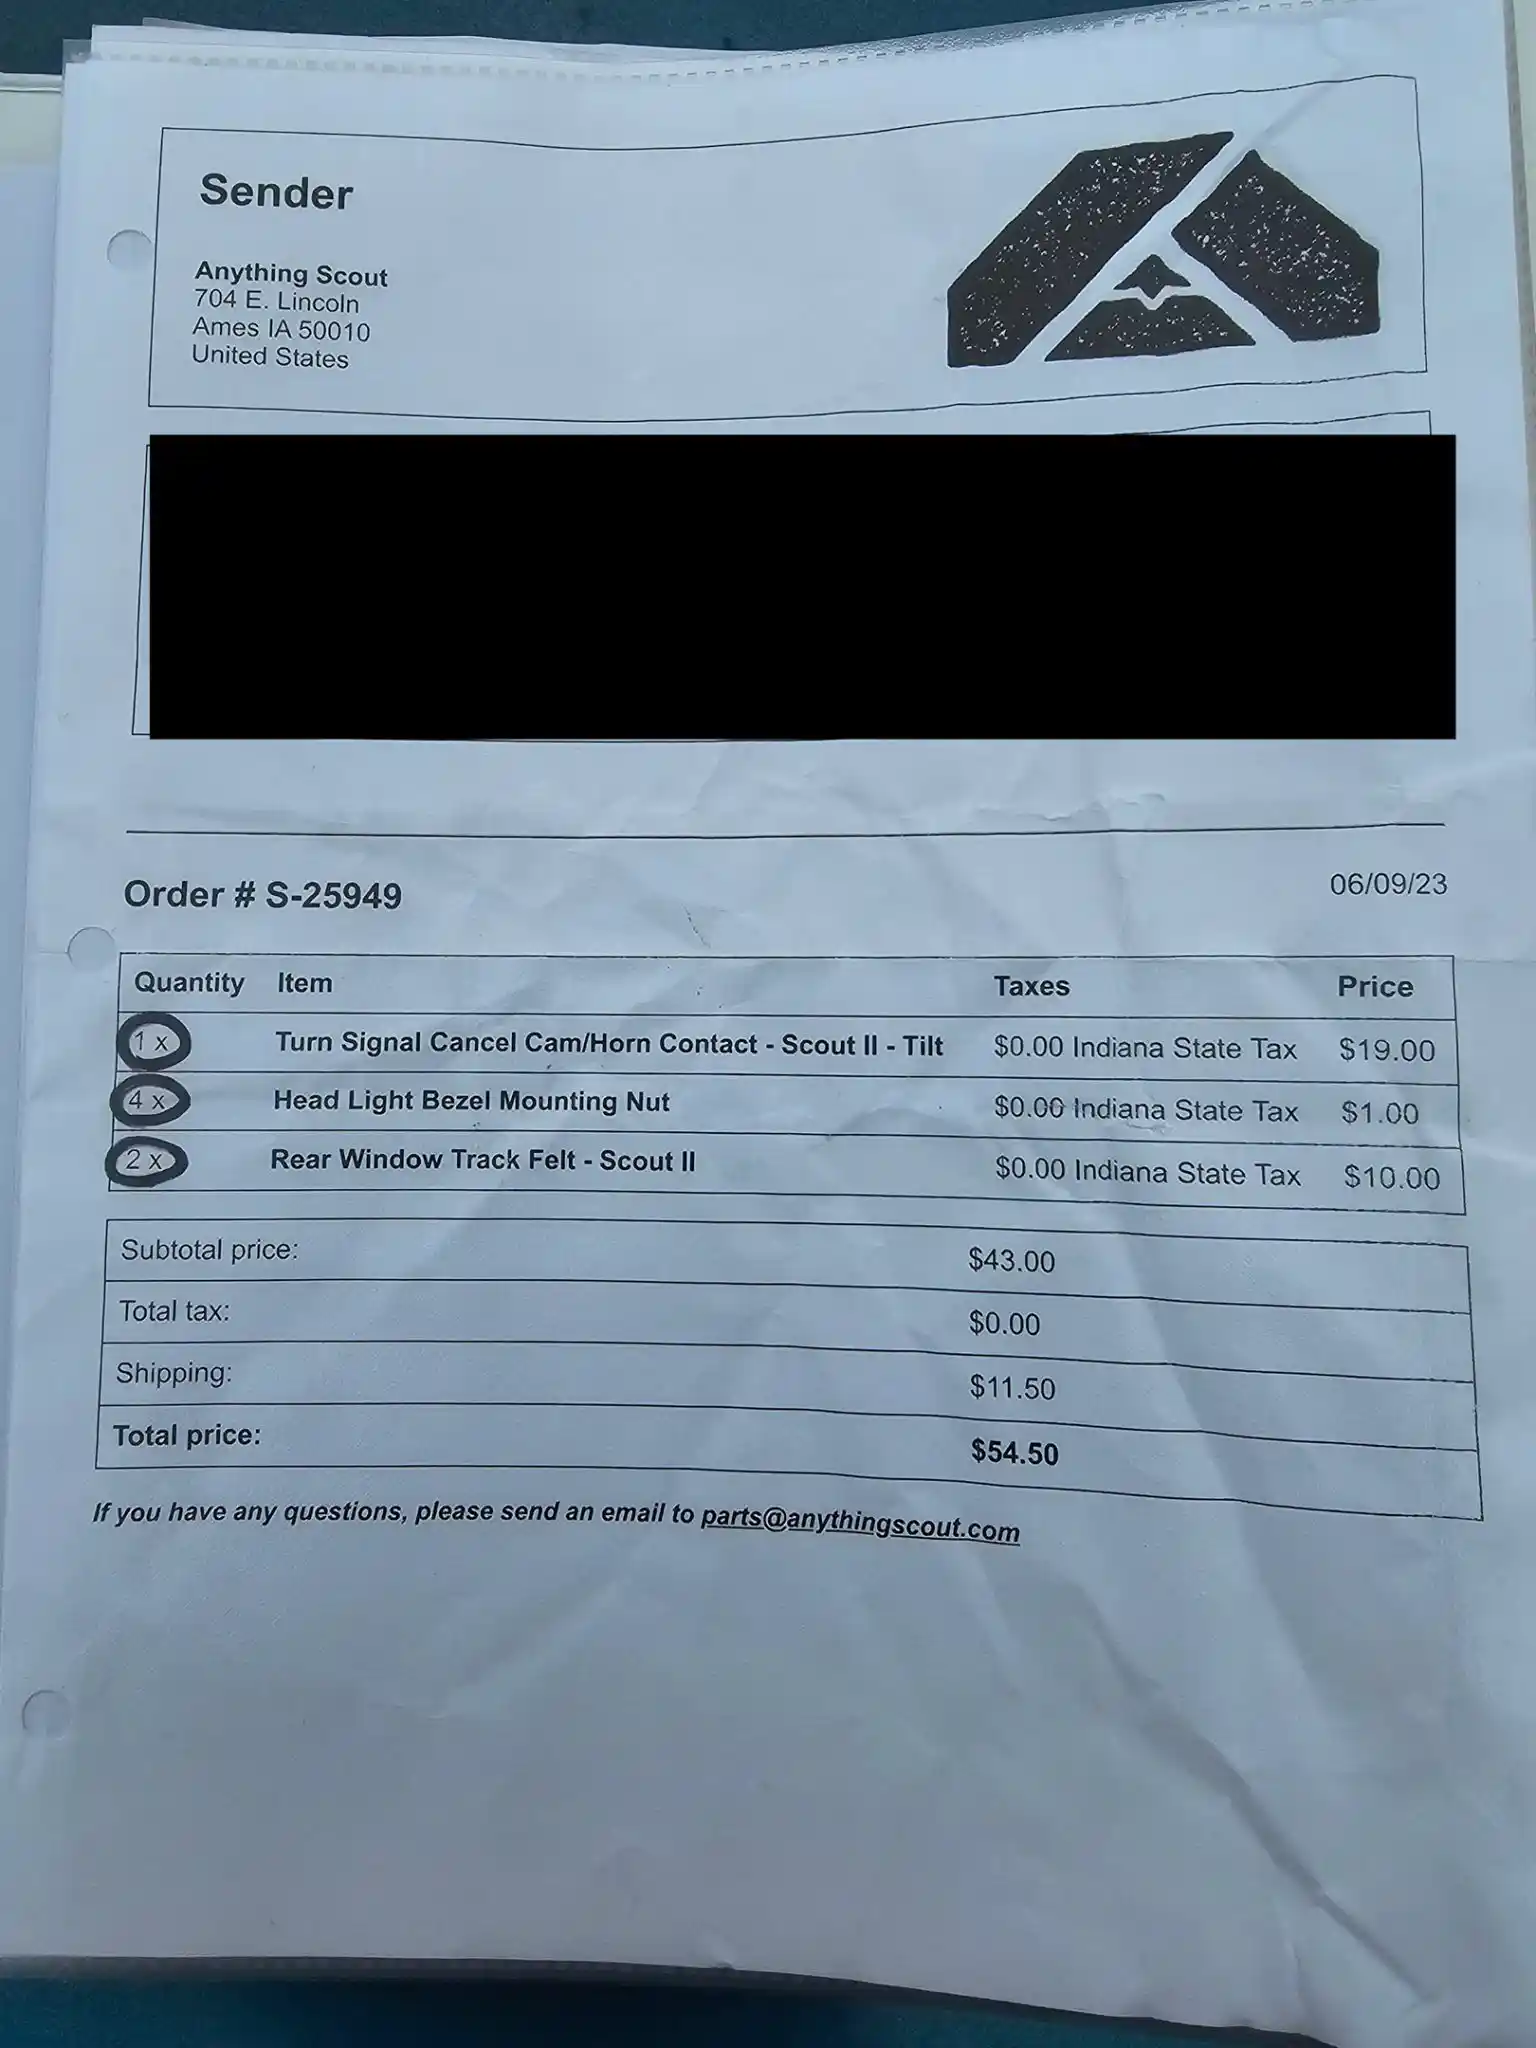 Sender
Anything Scout
704 E. Lincoln
Ames IA 50010
United States
Order # S-25949
06/09/23
Quantity Item Taxes Price
1 x Turn Signal Cancel Cam/Horn Contact - Scout II - Tilt $0.00 Indiana State Tax $19.00
4 x Head Light Bezel Mounting Nut $0.00 Indiana State Tax $1.00
2 x Rear Window Track Felt - Scout II $0.00 Indiana State Tax $10.00
Subtotal price: $43.00
Total tax: $0.00
Shipping: $11.50
Total price: $54.50
If you have any questions, please send an email to parts@anythingscout.com